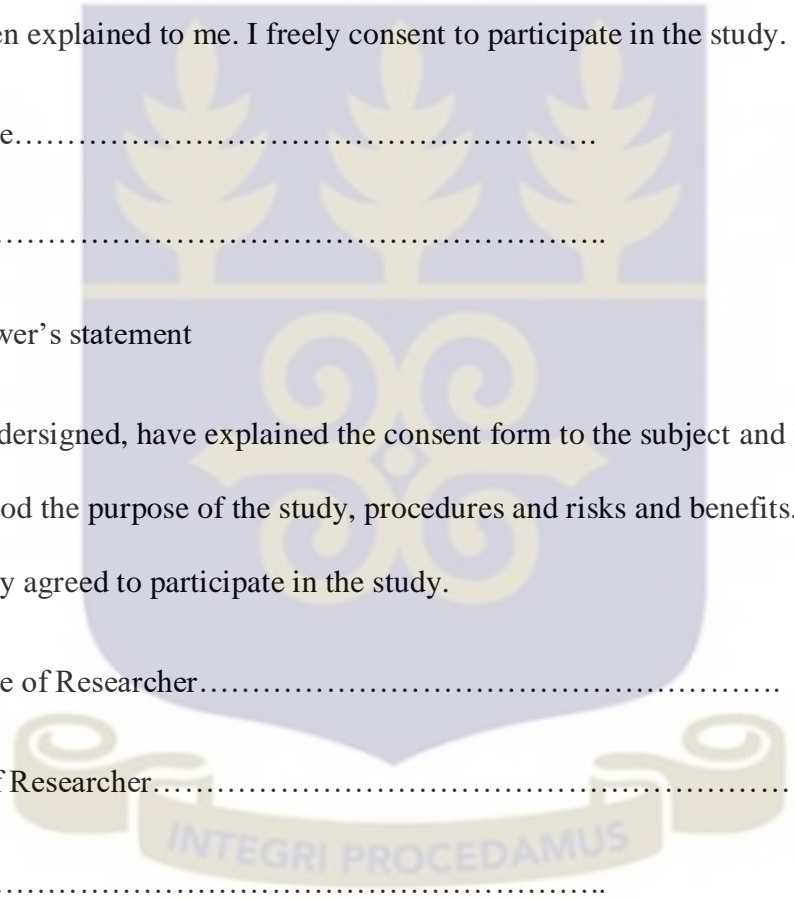 en explained to me. I freely consent to participate in the study.
e……………………………………………………….
…………………………………………………………..
wer’s statement
dersigned, have explained the consent form to the subject and
od the purpose of the study, procedures and risks and benefits.
y agreed to participate in the study.
e of Researcher……………………………………………………….
f Researcher……………………………………………………………
INTEGRI PROCEDAMUS
…………………………………………………………..